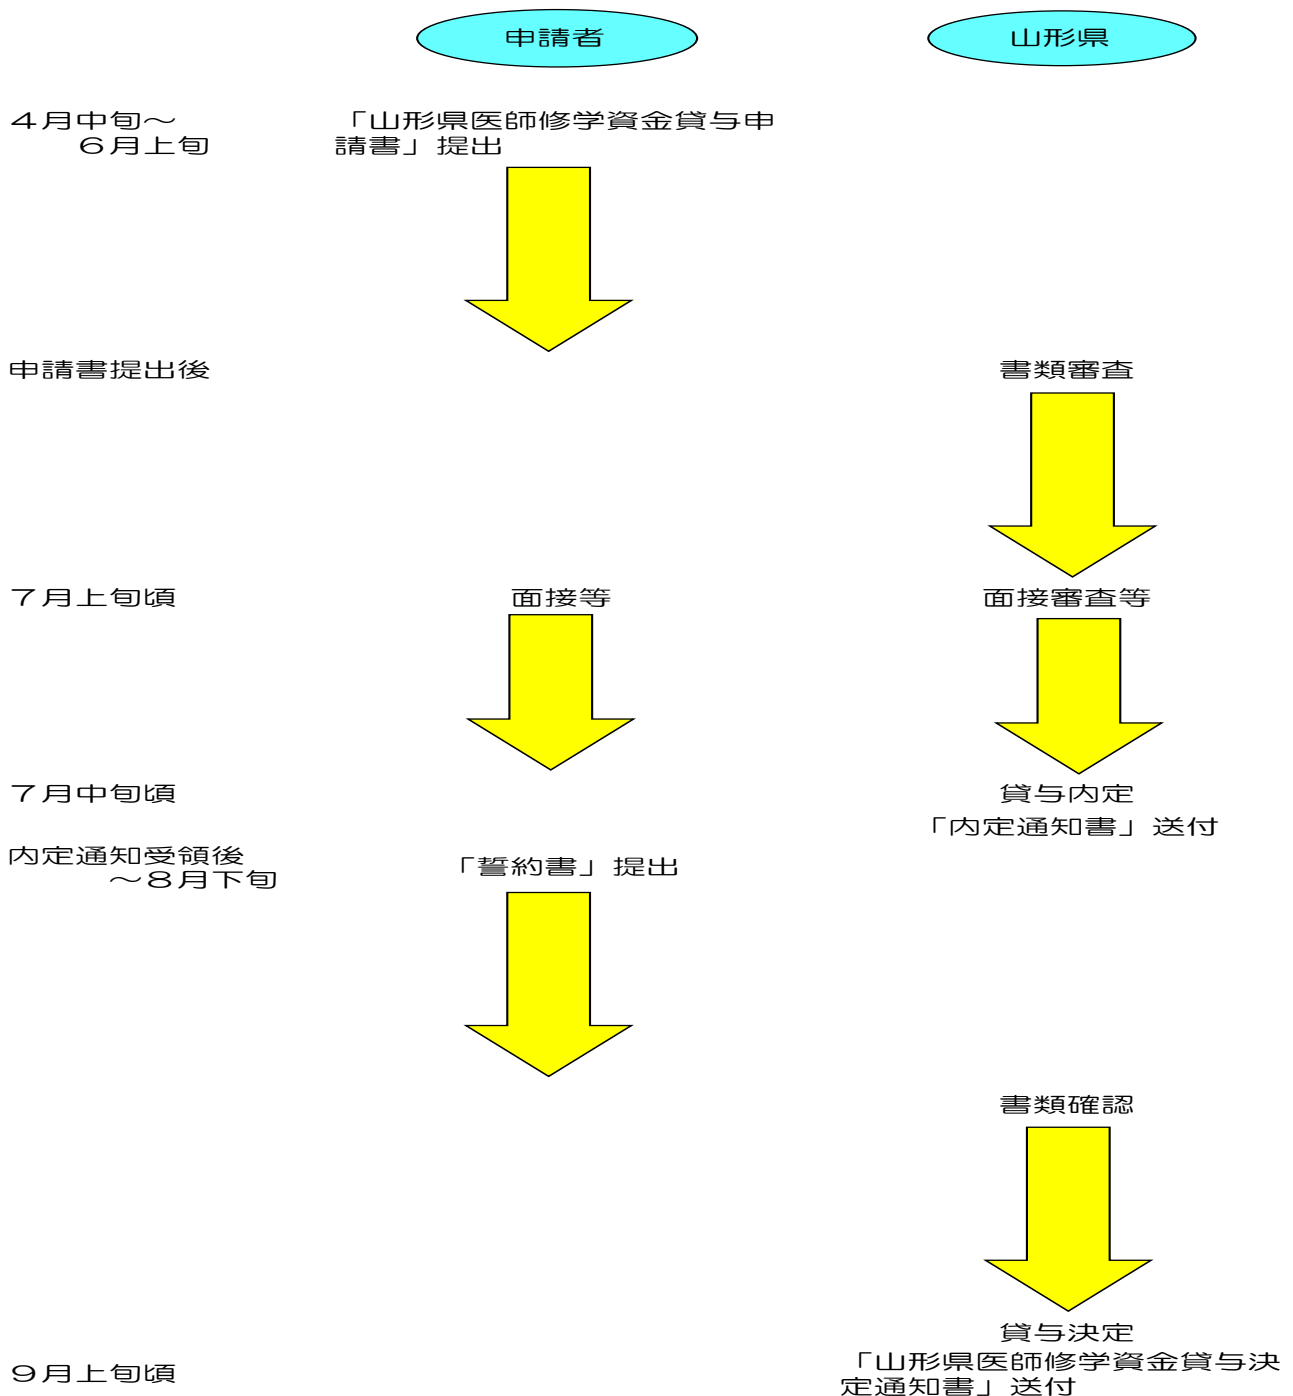 申請者
山形県
４月中旬～
６月上旬
「山形県医師修学資金貸与申
請書」提出
申請書提出後
書類審査
７月上旬頃
面接等
面接審査等
７月中旬頃
貸与内定
「内定通知書」送付
内定通知受領後
～８月下旬
「誓約書」提出
書類確認
貸与決定
９月上旬頃
「山形県医師修学資金貸与決
定通知書」送付